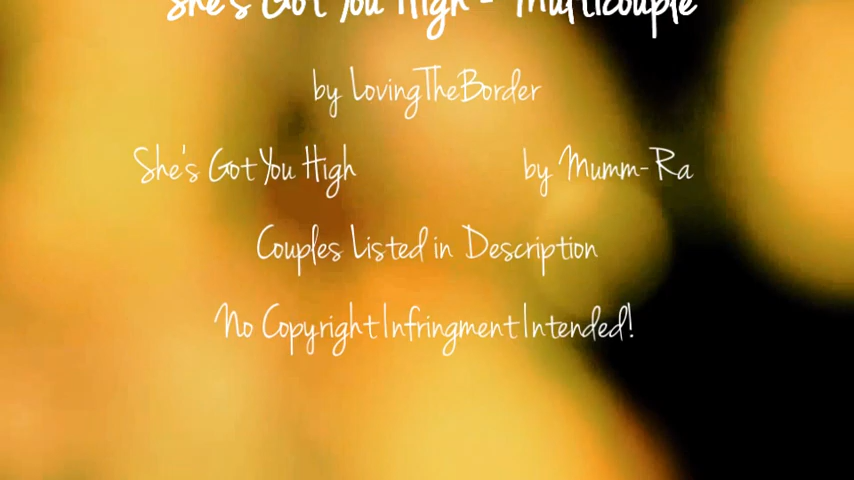 She's Got You High - Multicouple
by LovingTheBorder
She's Got You High by Mumm-Ra
Couples Listed in Description
No Copyright Infringment Intended!